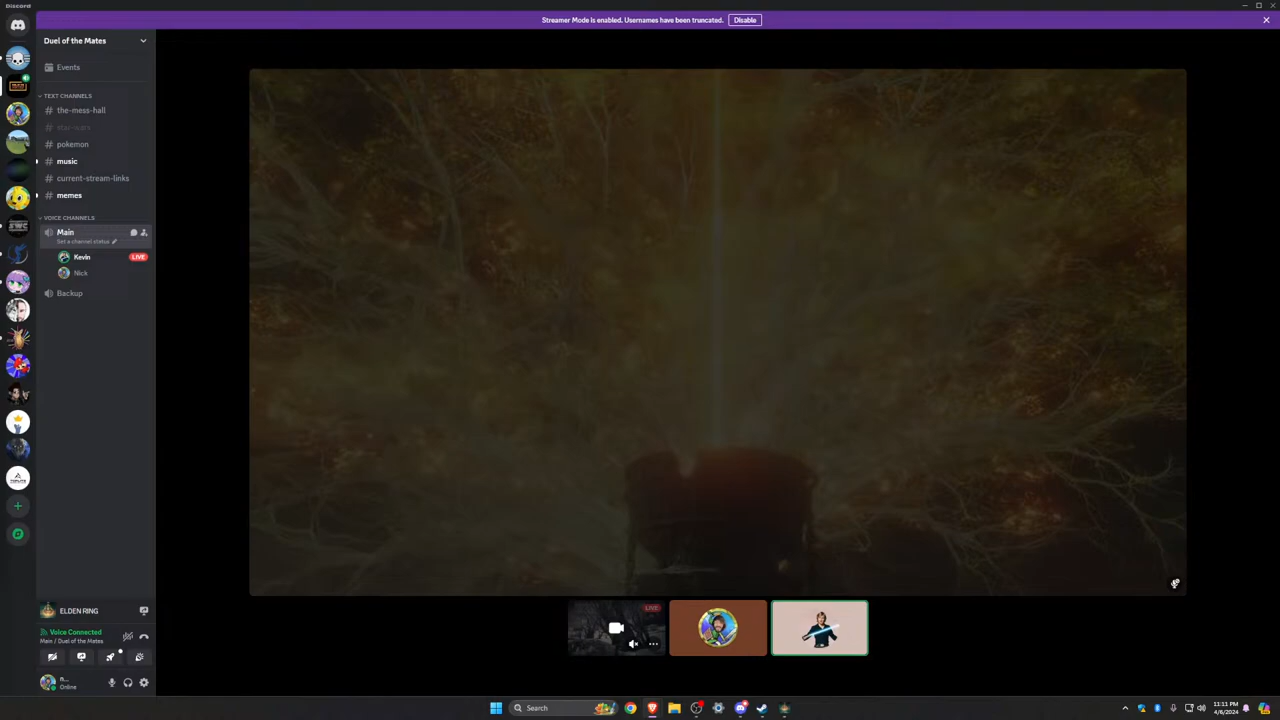 Discord
Streamer Mode is enabled. Usernames have been truncated.
Disable
Duel of the Mates
Events
TEXT CHANNELS
the-mess-hall
pokemon
music
current-stream-links
memes
VOICE CHANNELS
Main
Set a channel status
Kevin
LIVE
Nick
Backup
ELDEN RING
Voice Connected
Main / Duel of the Mates
n...
Online
LIVE
Search
11:11 PM
4/6/2024